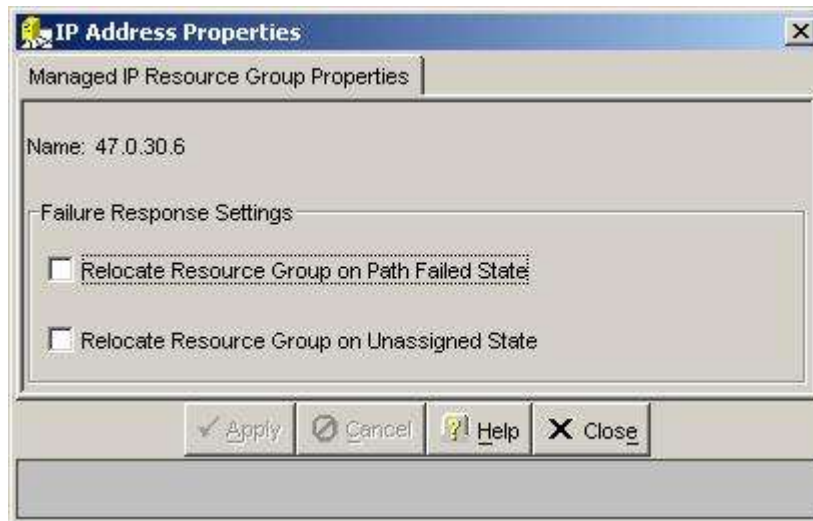 IP Address Properties
Managed IP Resource Group Properties
Name: 47.0.30.6
Failure Response Settings
Relocate Resource Group on Path Failed State
Relocate Resource Group on Unassigned State
Apply Cancel Help Close